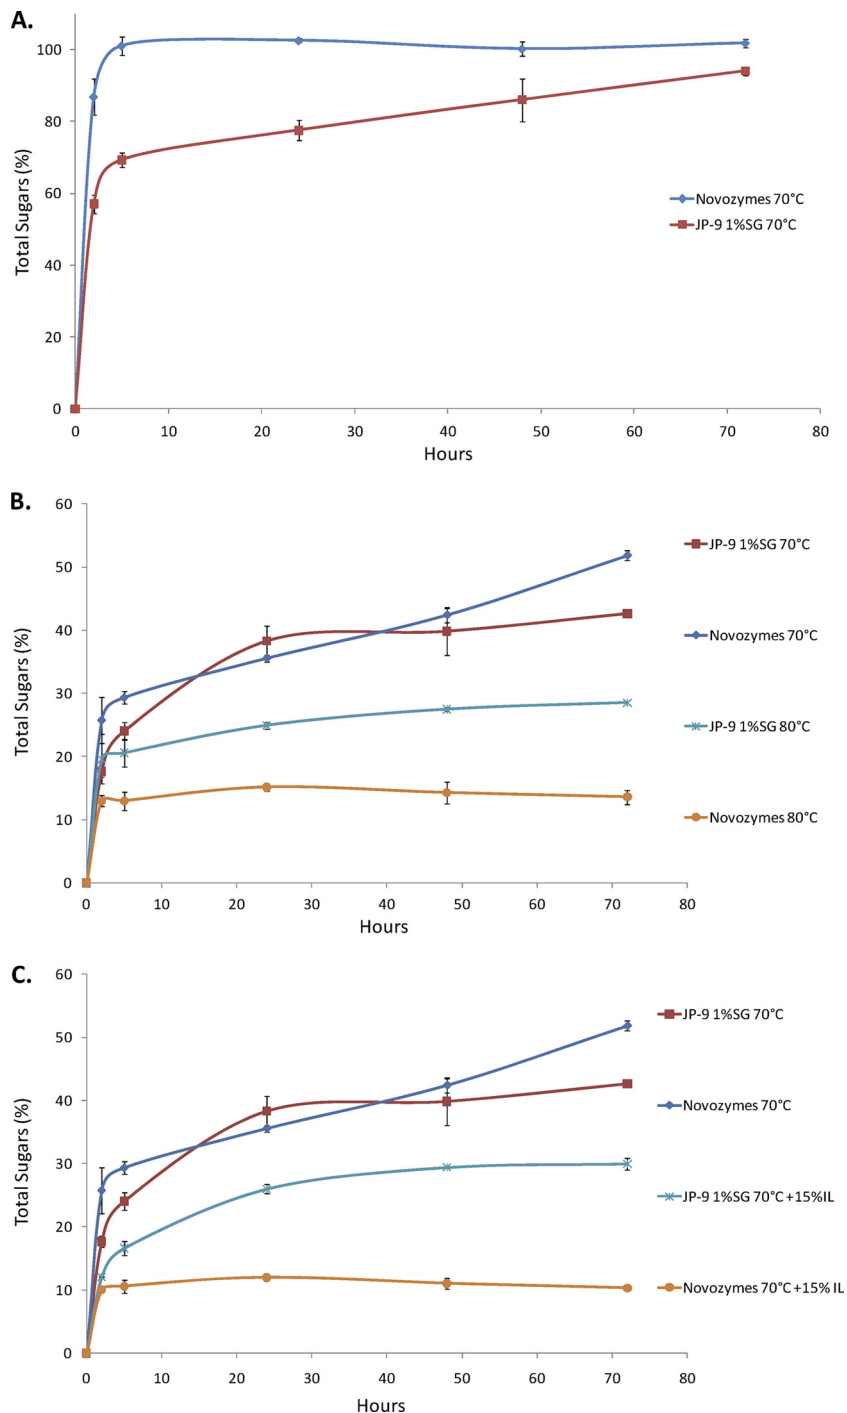 A.
100
80
60
40
20
0
Total Sugars (%)
Novozymes 70°C
JP-9 1%SG 70°C
0 10 20 30 40 50 60 70 80
Hours
B.
60
50
40
30
20
10
0
Total Sugars (%)
JP-9 1%SG 70°C
Novozymes 70°C
JP-9 1%SG 80°C
Novozymes 80°C
0 10 20 30 40 50 60 70 80
Hours
C.
60
50
40
30
20
10
0
Total Sugars (%)
JP-9 1%SG 70°C
Novozymes 70°C
JP-9 1%SG 70°C +15%IL
Novozymes 70°C +15% IL
0 10 20 30 40 50 60 70 80
Hours